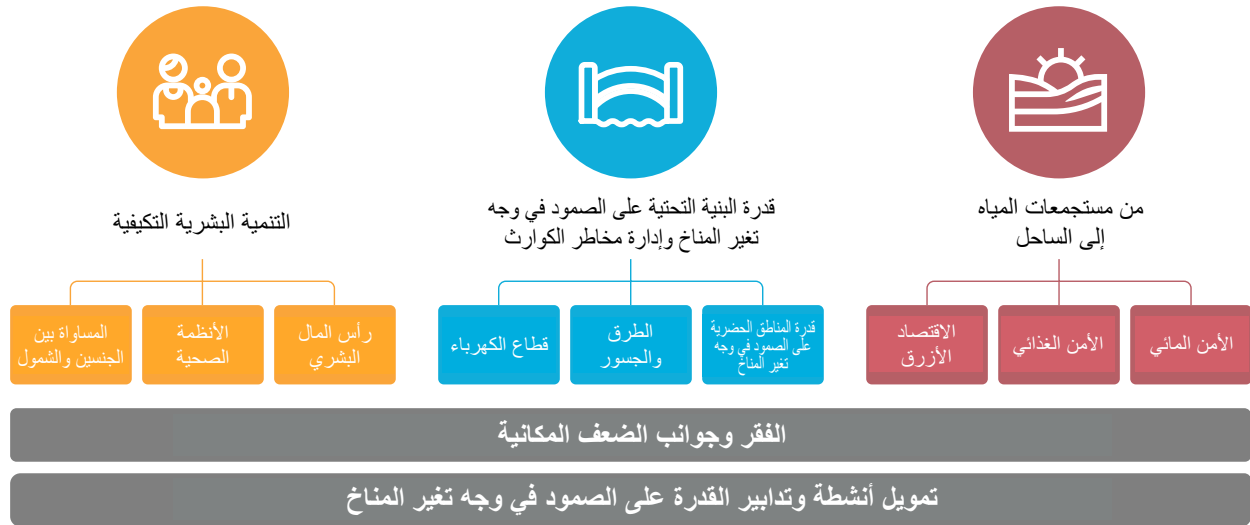 من مستجمعات المياه
إلى الساحل
الأمن المائي
الأمن الغذائي
الاقتصاد
الأزرق
قدرة البنية التحتية على الصمود في وجه
تغير المناخ وإدارة مخاطر الكوارث
قدرة المناطق الحضرية
على الصمود في وجه
تغير المناخ
الطرق
والجسور
قطاع الكهرباء
التنمية البشرية التكيفية
رأس المال
البشري
الأنظمة
الصحية
المساواة بين
الجنسين والشمول
الفقر وجوانب الضعف المكانية
تمويل أنشطة وتدابير القدرة على الصمود في وجه تغير المناخ